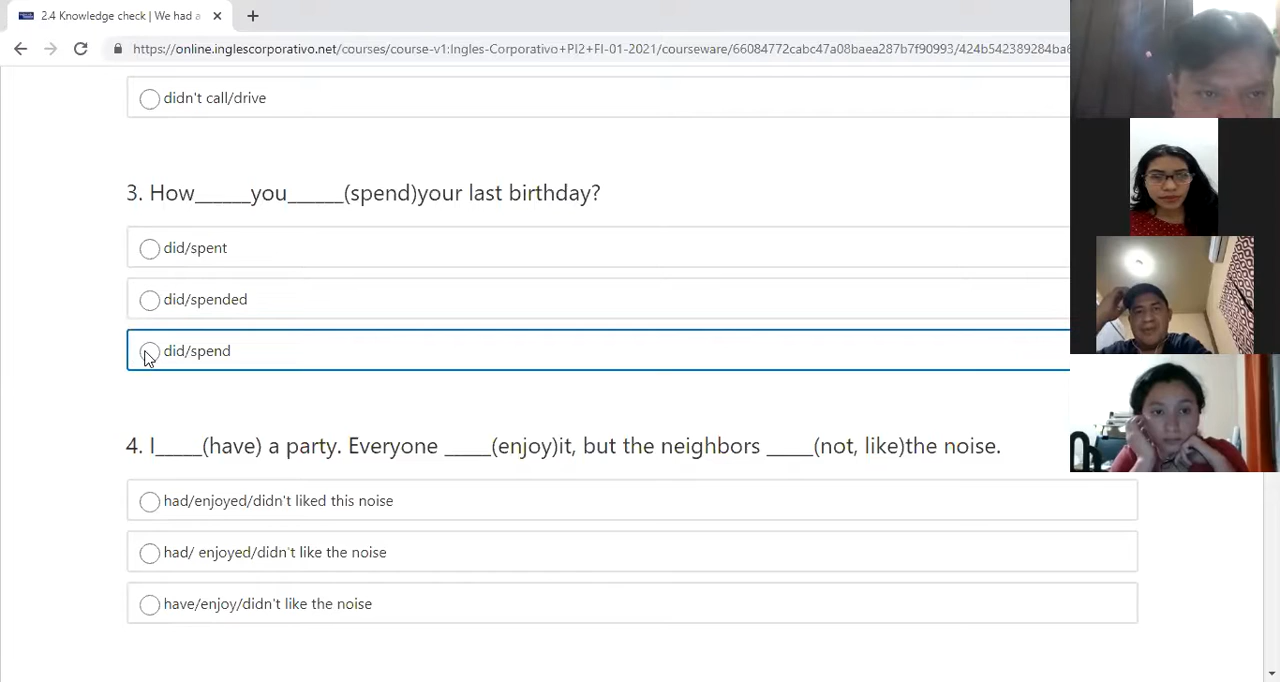 2.4 Knowledge check | We had a
https://online.inglescorporativo.net/courses/course-v1:Ingles-Corporativo+PI2+FI-01-2021/courseware/66084772cabc47a08baea287b7f90993/424b542389284ba6
didn't call/drive
3. How______you______(spend)your last birthday?
did/spent
did/spended
did/spend
4. I_____(have) a party. Everyone _____(enjoy)it, but the neighbors _____(not, like)the noise.
had/enjoyed/didn't liked this noise
had/ enjoyed/didn't like the noise
have/enjoy/didn't like the noise